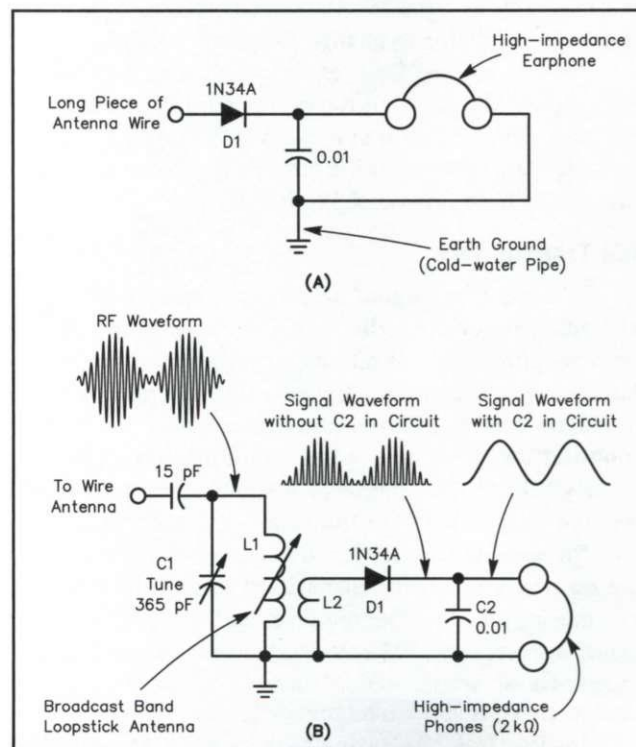 High-impedance
Earphone
1N34A
Long Piece of
Antenna Wire
D1
0.01
Earth Ground
(Cold-water Pipe)
(A)
RF Waveform
Signal Waveform
without C2 in Circuit
Signal Waveform
with C2 in Circuit
15 pF
To Wire
Antenna
L1
1N34A
C1
Tune
365 pF
L2
D1
C2
0.01
Broadcast Band
Loopstick Antenna
(B)
High-impedance
Phones (2kΩ)